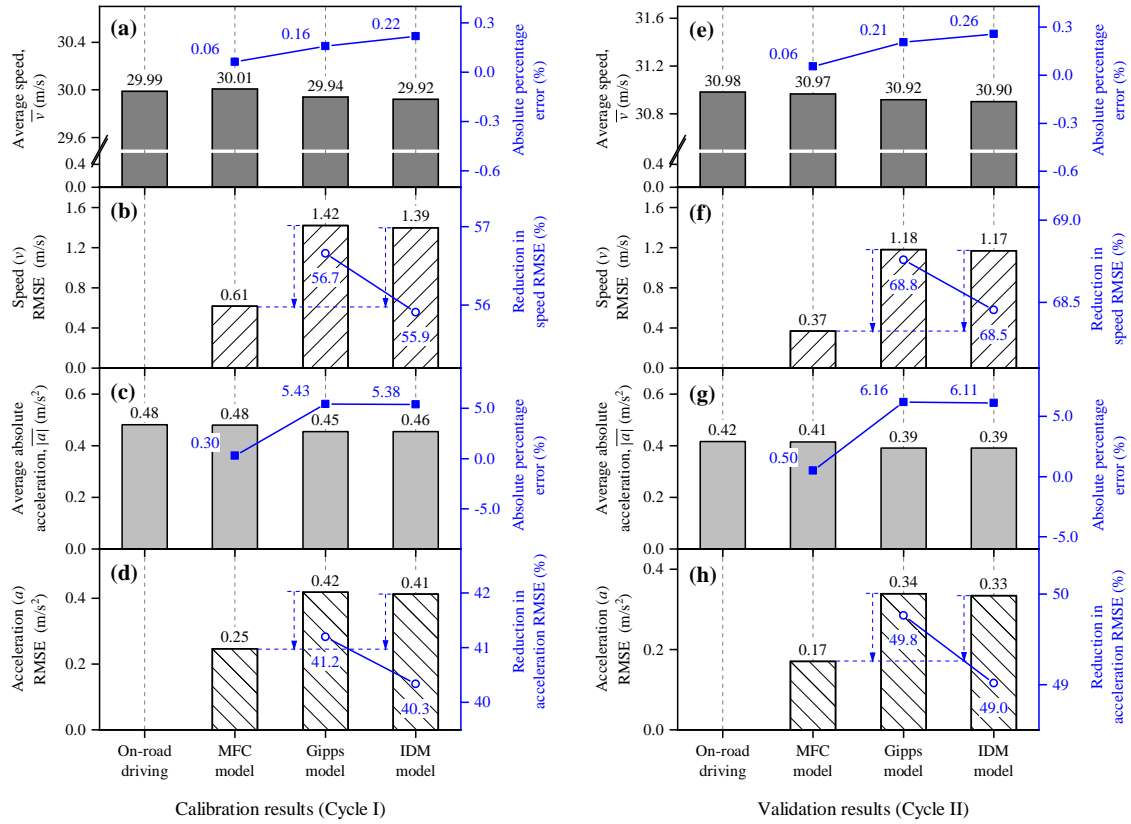 (a)
30.4
30.0
29.6
0.4
0.0
Average speed,
v (m/s)
29.99
30.01
29.94
29.92
0.06
0.16
0.22
0.3
0.0
-0.3
-0.6
Absolute percentage
error (%)
(b)
1.6
1.2
0.8
0.4
0.0
Speed (v)
RMSE (m/s)
0.61
1.42
1.39
56.7
55.9
57
56
Reduction in
speed RMSE (%)
(c)
0.6
0.4
0.2
0.0
Average absolute
acceleration, |a| (m/s²)
0.48
0.48
0.45
0.46
0.30
5.43
5.38
5.0
0.0
-5.0
Absolute percentage
error (%)
(d)
0.4
0.2
0.0
Acceleration (a)
RMSE (m/s²)
0.25
0.42
0.41
41.2
40.3
42
41
40
Reduction in
acceleration RMSE (%)
On-road
driving
MFC
model
Gipps
model
IDM
model
Calibration results (Cycle I)
(e)
31.6
31.2
30.8
0.4
0.0
Average speed,
v (m/s)
30.98
30.97
30.92
30.90
0.06
0.21
0.26
0.3
0.0
-0.3
-0.6
Absolute percentage
error (%)
(f)
1.6
1.2
0.8
0.4
0.0
Speed (v)
RMSE (m/s)
0.37
1.18
1.17
68.8
68.5
69.0
68.5
Reduction in
speed RMSE (%)
(g)
0.6
0.4
0.2
0.0
Average absolute
acceleration, |a| (m/s²)
0.42
0.41
0.39
0.39
0.50
6.16
6.11
5.0
0.0
-5.0
Absolute percentage
error (%)
(h)
0.4
0.2
0.0
Acceleration (a)
RMSE (m/s²)
0.17
0.34
0.33
49.8
49.0
50
49
Reduction in
acceleration RMSE (%)
On-road
driving
MFC
model
Gipps
model
IDM
model
Validation results (Cycle II)